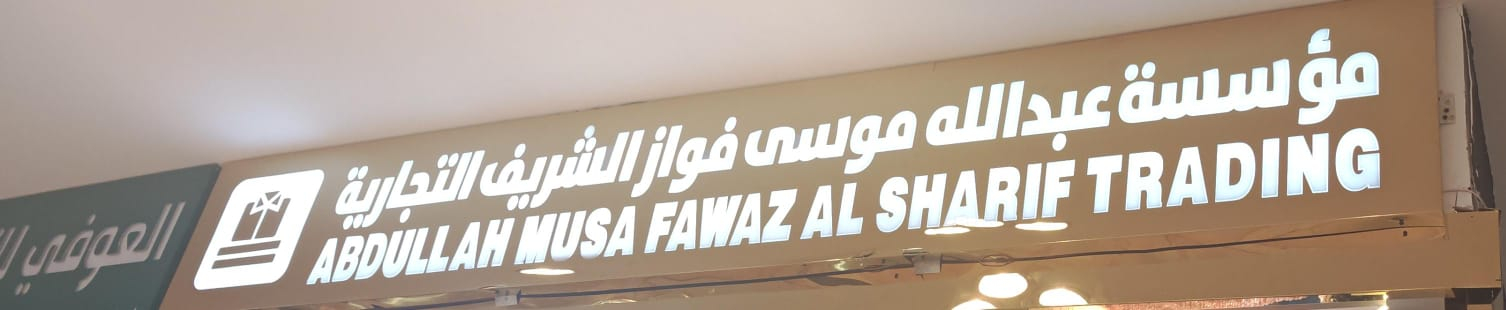 مؤسسة عبدالله موسى فواز الشريف التجارية
ABDULLAH MUSA FAWAZ AL SHARIF TRADING
العوفي